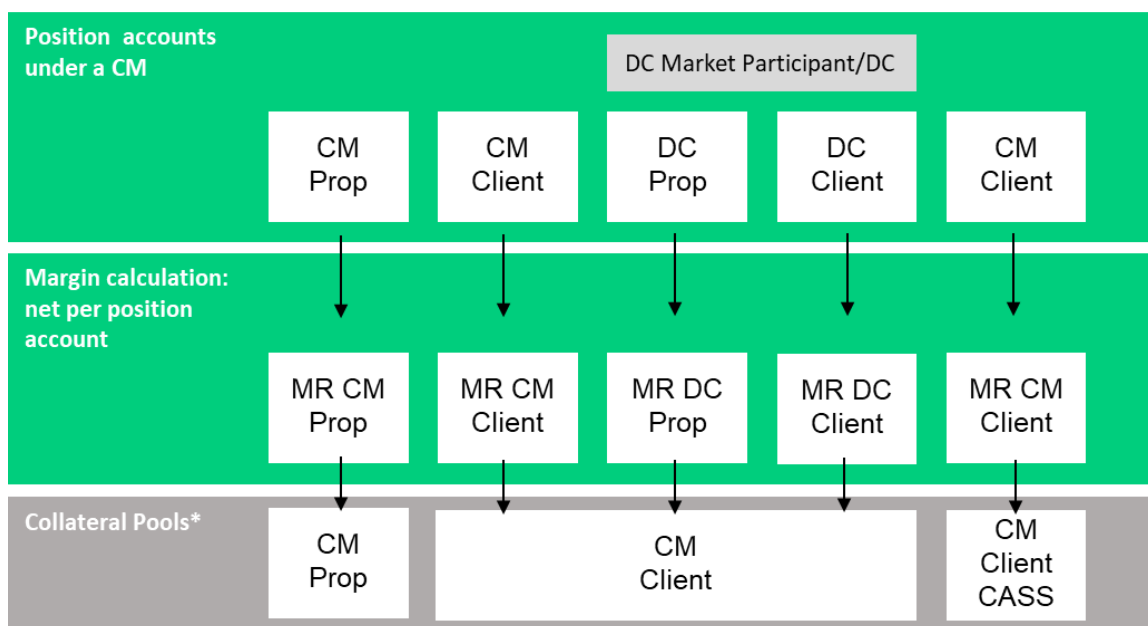 Position accounts
under a CM
DC Market Participant/DC
CM
Prop
CM
Client
DC
Prop
DC
Client
CM
Client
Margin calculation:
net per position
account
MR CM
Prop
MR CM
Client
MR DC
Prop
MR DC
Client
MR CM
Client
Collateral Pools*
CM
Prop
CM
Client
CM
Client
CASS